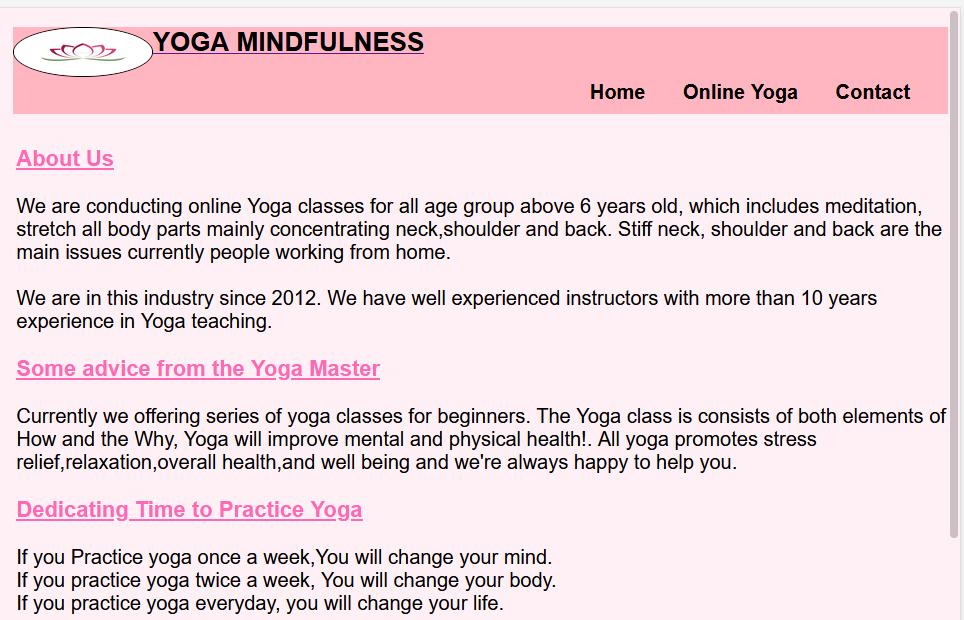 YOGA MINDFULNESS
Home Online Yoga Contact
About Us
We are conducting online Yoga classes for all age group above 6 years old, which includes meditation,
stretch all body parts mainly concentrating neck,shoulder and back. Stiff neck, shoulder and back are the
main issues currently people working from home.
We are in this industry since 2012. We have well experienced instructors with more than 10 years
experience in Yoga teaching.
Some advice from the Yoga Master
Currently we offering series of yoga classes for beginners. The Yoga class is consists of both elements of
How and the Why, Yoga will improve mental and physical health!. All yoga promotes stress
relief,relaxation,overall health,and well being and we're always happy to help you.
Dedicating Time to Practice Yoga
If you Practice yoga once a week,You will change your mind.
If you practice yoga twice a week, You will change your body.
If you practice yoga everyday, you will change your life.